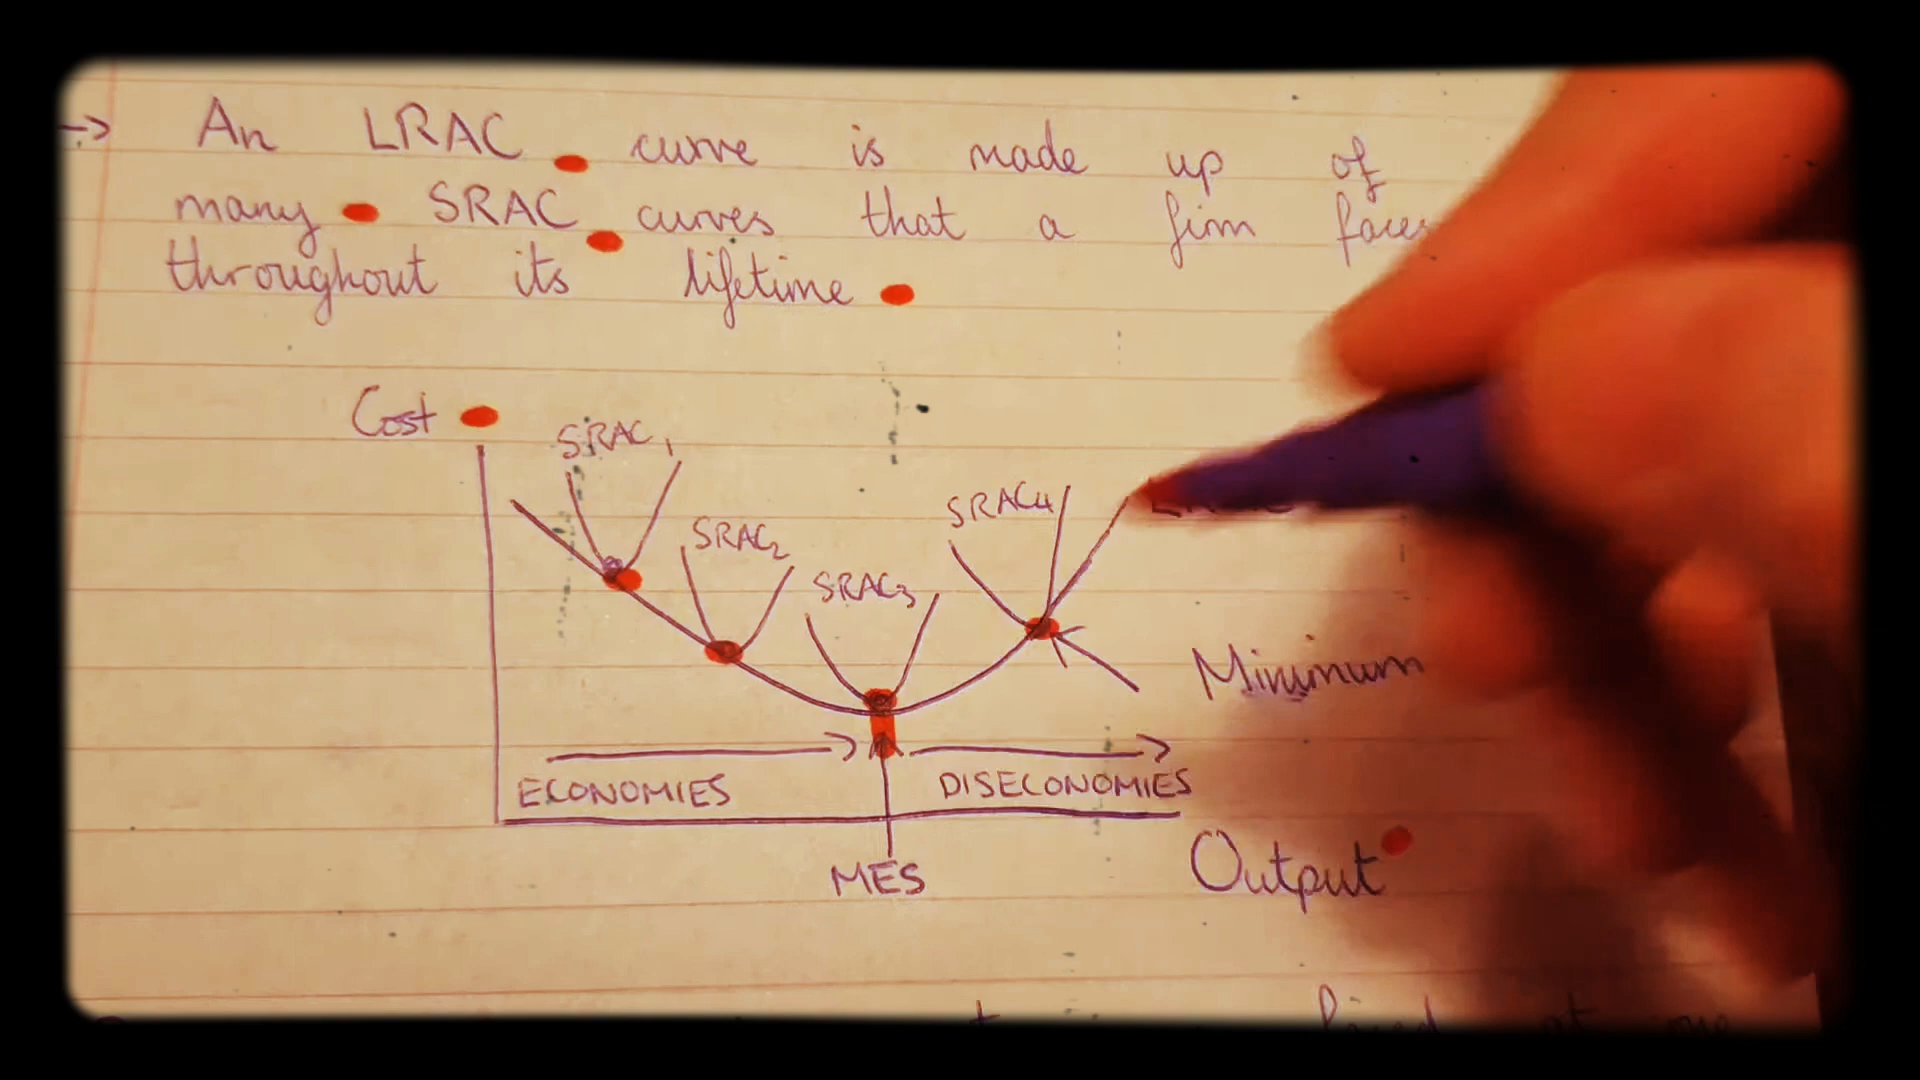 -> An LRAC curve is made up of
many SRAC curves that a firm faces
throughout its lifetime
Cost
SRAC1
SRAC2
SRAC3
SRAC4
Minimum
ECONOMIES
DISECONOMIES
Output
MES